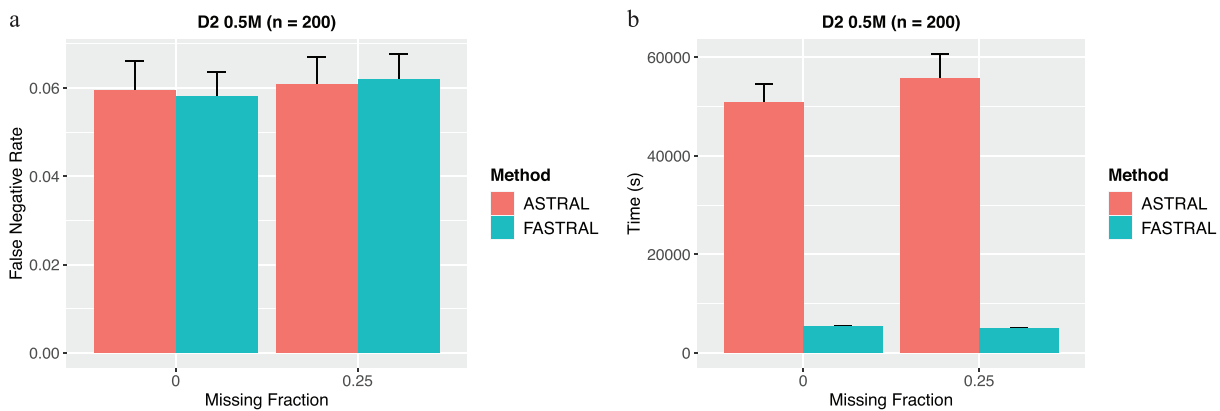 a
D2 0.5M (n = 200)
False Negative Rate
0.06
0.04
0.02
0.00
0
0.25
Missing Fraction
Method
ASTRAL
FASTRAL
b
D2 0.5M (n = 200)
Time (s)
60000
40000
20000
0
0
0.25
Missing Fraction
Method
ASTRAL
FASTRAL